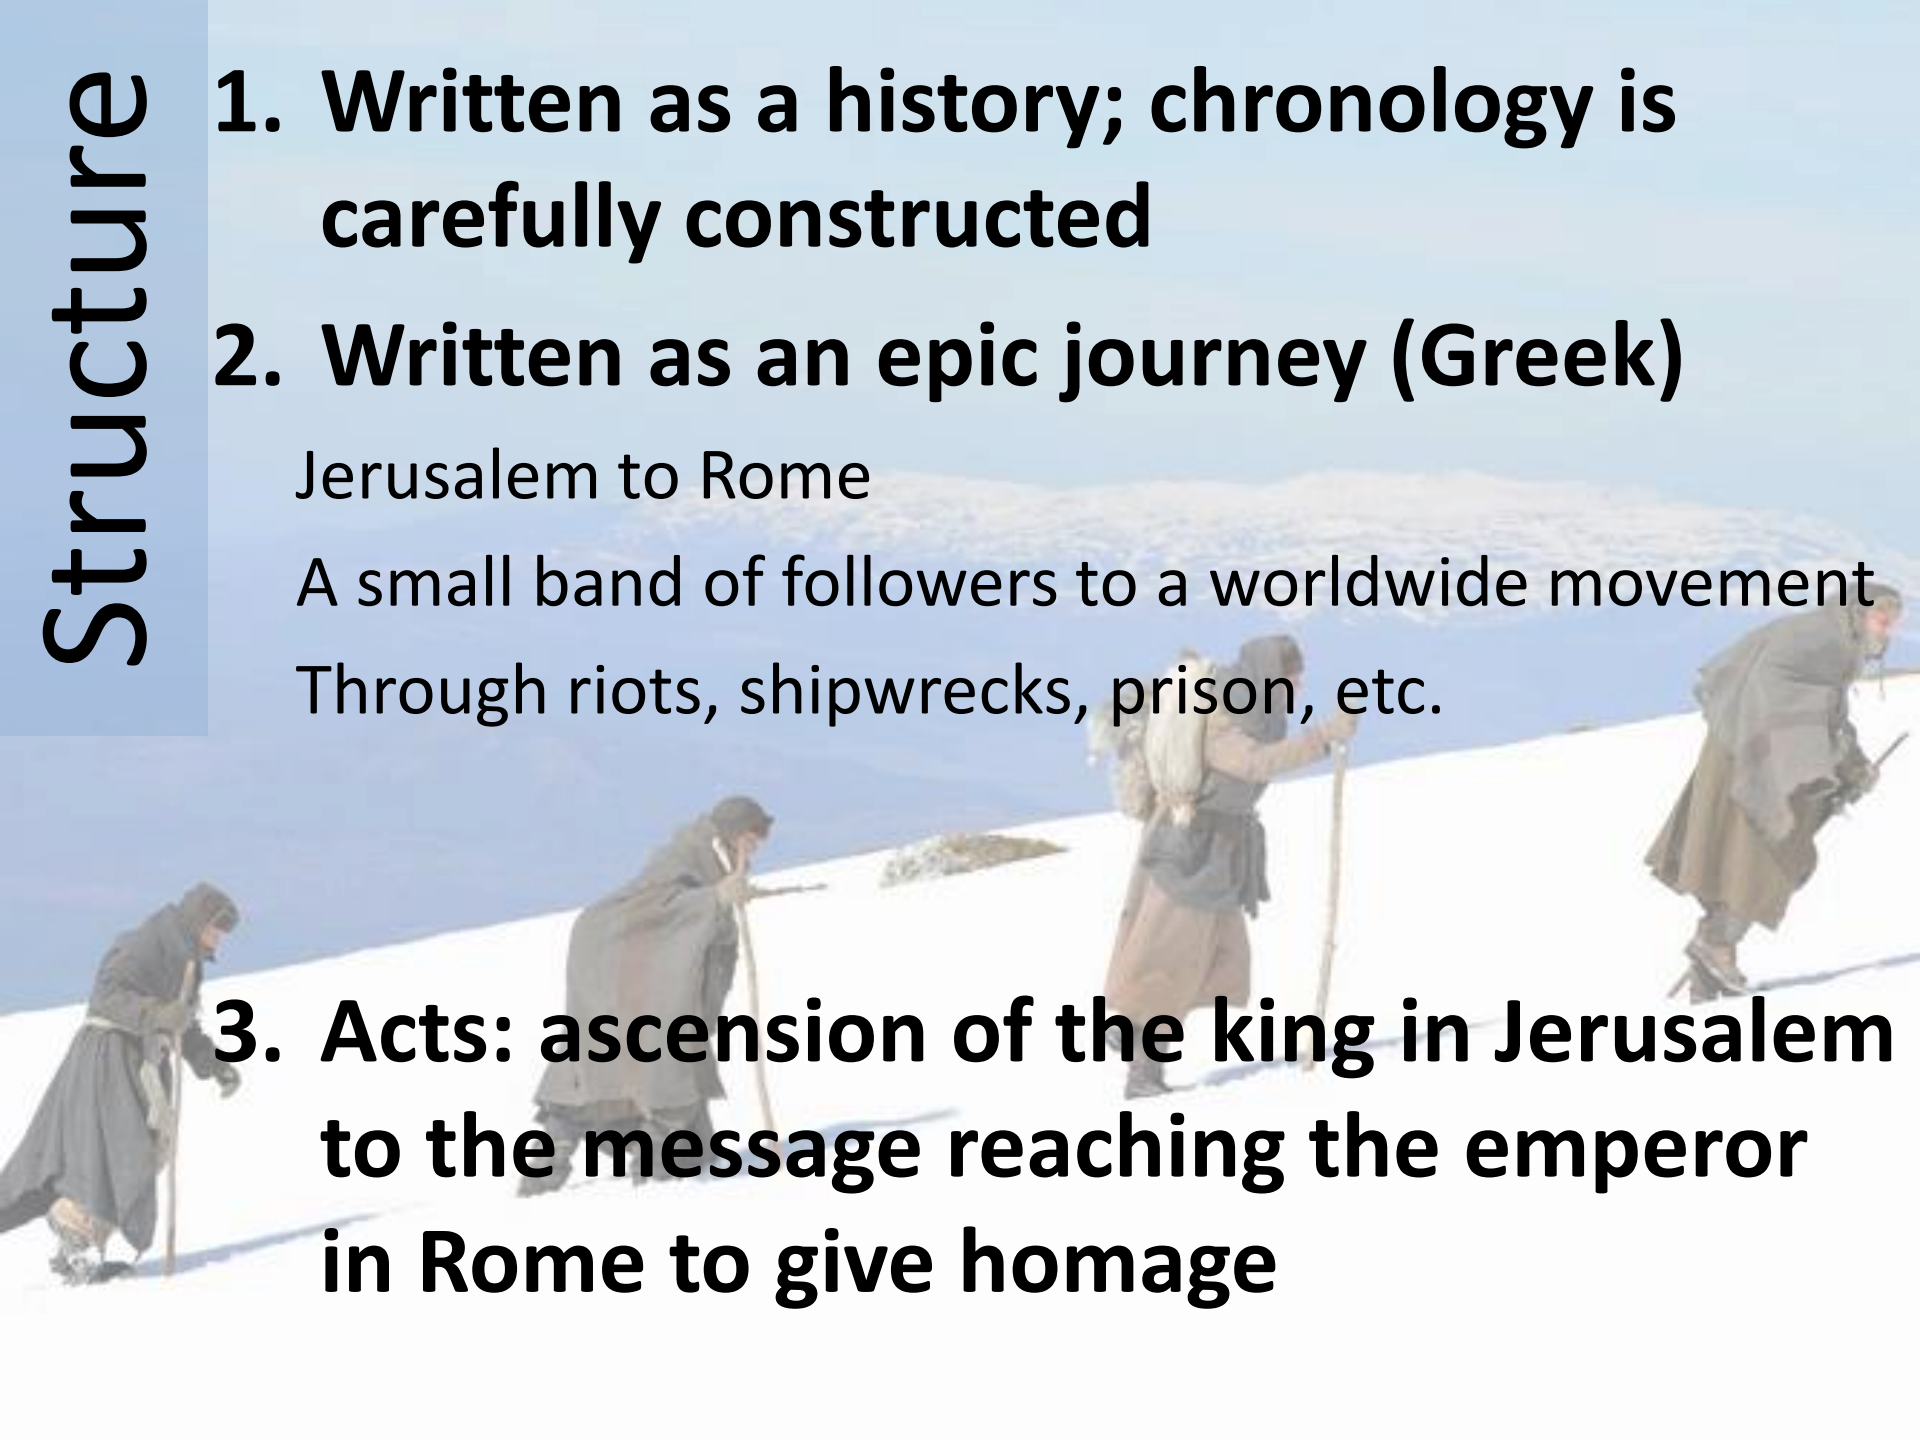 Structure
1. Written as a history; chronology is
carefully constructed
2. Written as an epic journey (Greek)
Jerusalem to Rome
A small band of followers to a worldwide movement
Through riots, shipwrecks, prison, etc.
3. Acts: ascension of the king in Jerusalem
to the message reaching the emperor
in Rome to give homage